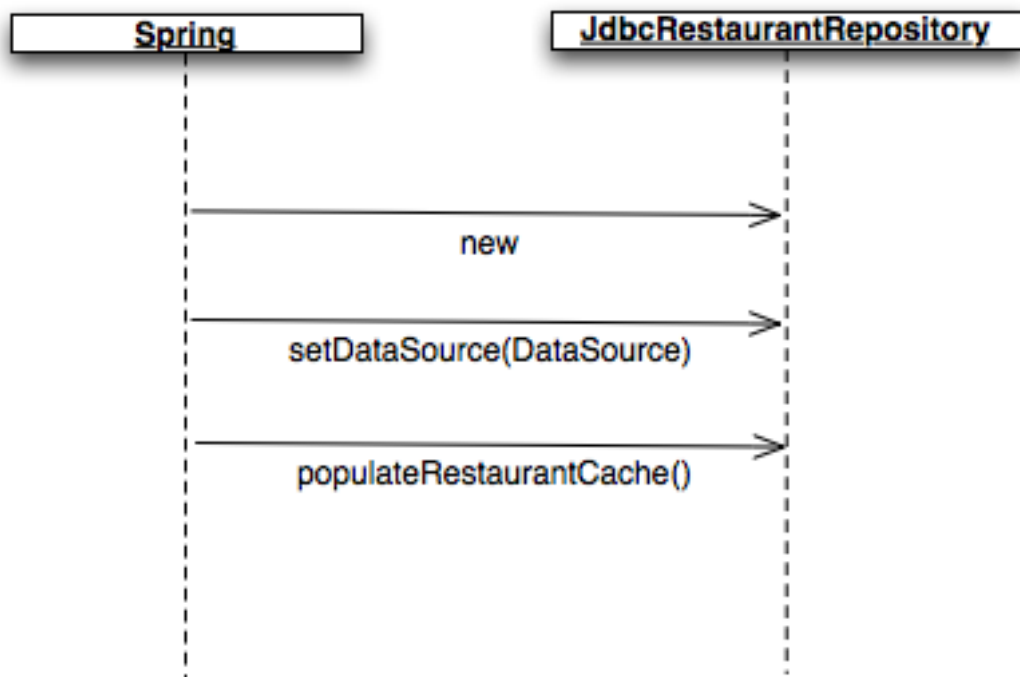 Spring
JdbcRestaurantRepository
new
setDataSource(DataSource)
populateRestaurantCache()